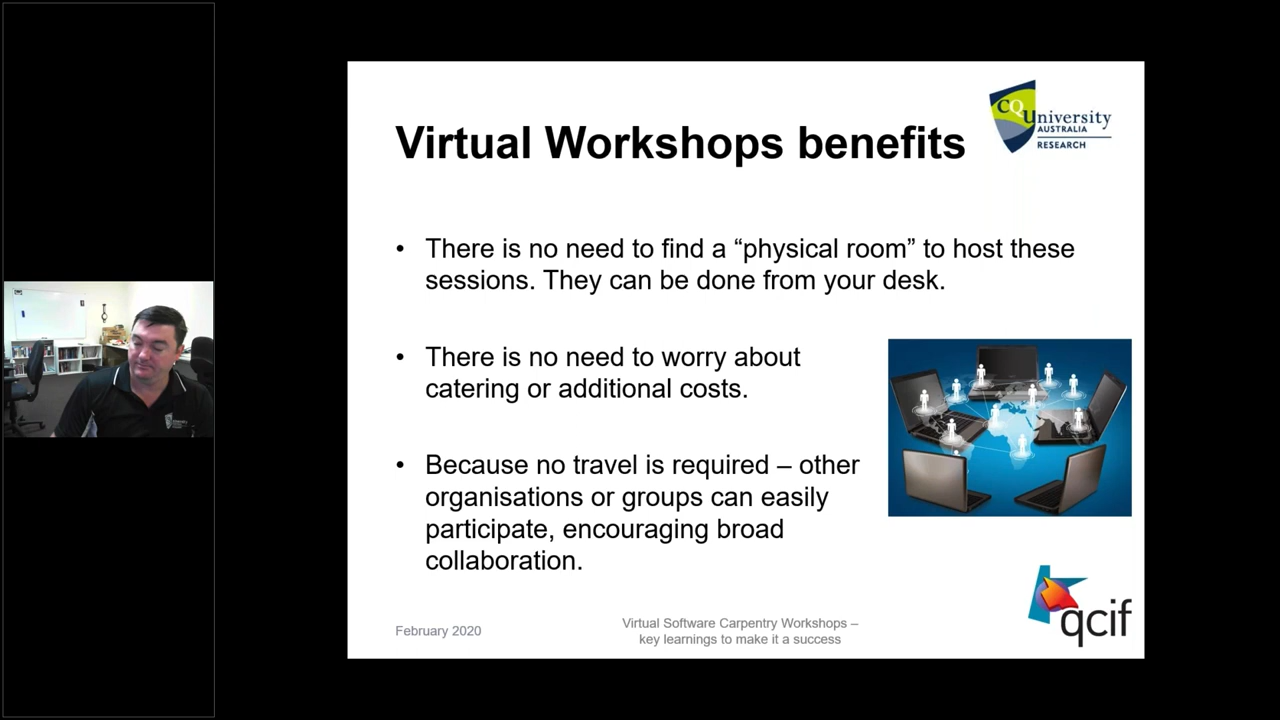 Virtual Workshops benefits
CQUniversity
AUSTRALIA
RESEARCH
• There is no need to find a “physical room” to host these
sessions. They can be done from your desk.
• There is no need to worry about
catering or additional costs.
• Because no travel is required – other
organisations or groups can easily
participate, encouraging broad
collaboration.
qcif
February 2020
Virtual Software Carpentry Workshops –
key learnings to make it a success